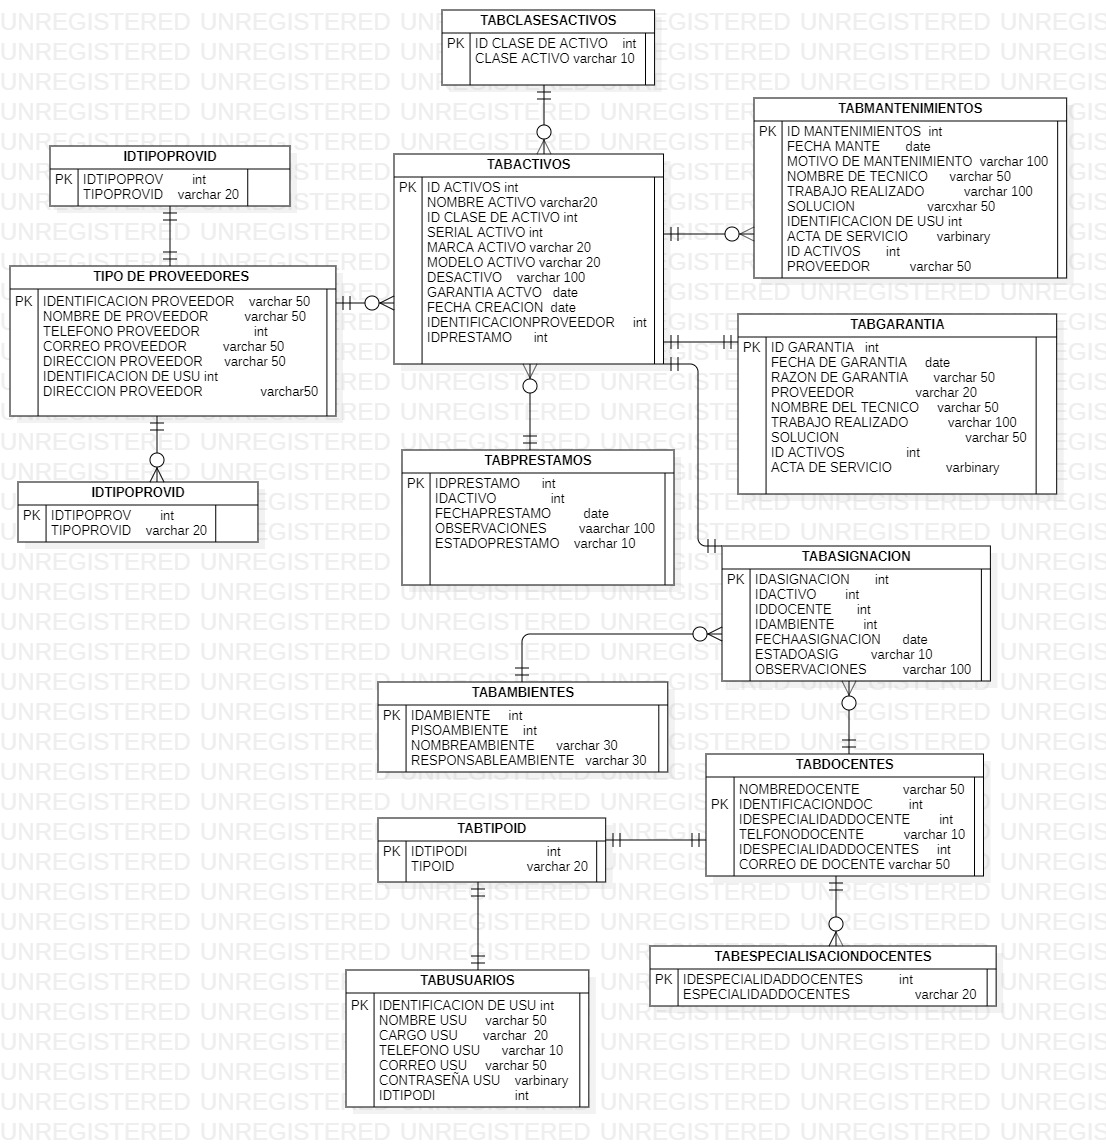 TABCLASESACTIVOS
PK ID CLASE DE ACTIVO int
CLASE ACTIVO varchar 10
TABMANTENIMIENTOS
PK ID MANTENIMIENTOS int
FECHA MANTE date
MOTIVO DE MANTENIMIENTO varchar 100
NOMBRE DE TECNICO varchar 50
TRABAJO REALIZADO varchar 100
SOLUCION varcxhar 50
IDENTIFICACION DE USU int
ACTA DE SERVICIO varbinary
ID ACTIVOS int
PROVEEDOR varchar 50
IDTIPOPROVID
PK IDTIPOPROV int
TIPOPROVID varchar 20
TABACTIVOS
PK ID ACTIVOS int
NOMBRE ACTIVO varchar20
ID CLASE DE ACTIVO int
SERIAL ACTIVO int
MARCA ACTIVO varchar 20
MODELO ACTIVO varchar 20
DESACTIVO varchar 100
GARANTIA ACTVO date
FECHA CREACION date
IDENTIFICACIONPROVEEDOR int
IDPRESTAMO int
TIPO DE PROVEEDORES
PK IDENTIFICACION PROVEEDOR varchar 50
NOMBRE DE PROVEEDOR varchar 50
TELEFONO PROVEEDOR int
CORREO PROVEEDOR varchar 50
DIRECCION PROVEEDOR varchar 50
IDENTIFICACION DE USU int
DIRECCION PROVEEDOR varchar50
TABGARANTIA
PK ID GARANTIA int
FECHA DE GARANTIA date
RAZON DE GARANTIA varchar 50
PROVEEDOR varchar 20
NOMBRE DEL TECNICO varchar 50
TRABAJO REALIZADO varchar 100
SOLUCION varchar 50
ID ACTIVOS int
ACTA DE SERVICIO varbinary
IDTIPOPROVID
PK IDTIPOPROV int
TIPOPROVID varchar 20
TABPRESTAMOS
PK IDPRESTAMO int
IDACTIVO int
FECHAPRESTAMO date
OBSERVACIONES vaarchar 100
ESTADOPRESTAMO varchar 10
TABASIGNACION
PK IDASIGNACION int
IDACTIVO int
IDDOCENTE int
IDAMBIENTE int
FECHAASIGNACION date
ESTADOASIG varchar 10
OBSERVACIONES varchar 100
TABAMBIENTES
PK IDAMBIENTE int
PISOAMBIENTE int
NOMBREAMBIENTE varchar 30
RESPONSABLEAMBIENTE varchar 30
TABDOCENTES
NOMBREDOCENTE varchar 50
PK IDENTIFICACIONDOC int
IDESPECIALIDADDOCENTE int
TELFONODOCENTE varchar 10
IDESPECIALIDADDOCENTES int
CORREO DE DOCENTE varchar 50
TABTIPOID
PK IDTIPODI int
TIPOID varchar 20
TABESPECIALISACIONDOCENTES
PK IDESPECIALIDADDOCENTES int
ESPECIALIDADDOCENTES varchar 20
TABUSUARIOS
PK IDENTIFICACION DE USU int
NOMBRE USU varchar 50
CARGO USU varchar 20
TELEFONO USU varchar 10
CORREO USU varchar 50
CONTRASEÑA USU varbinary
IDTIPODI int
UNREGISTERED